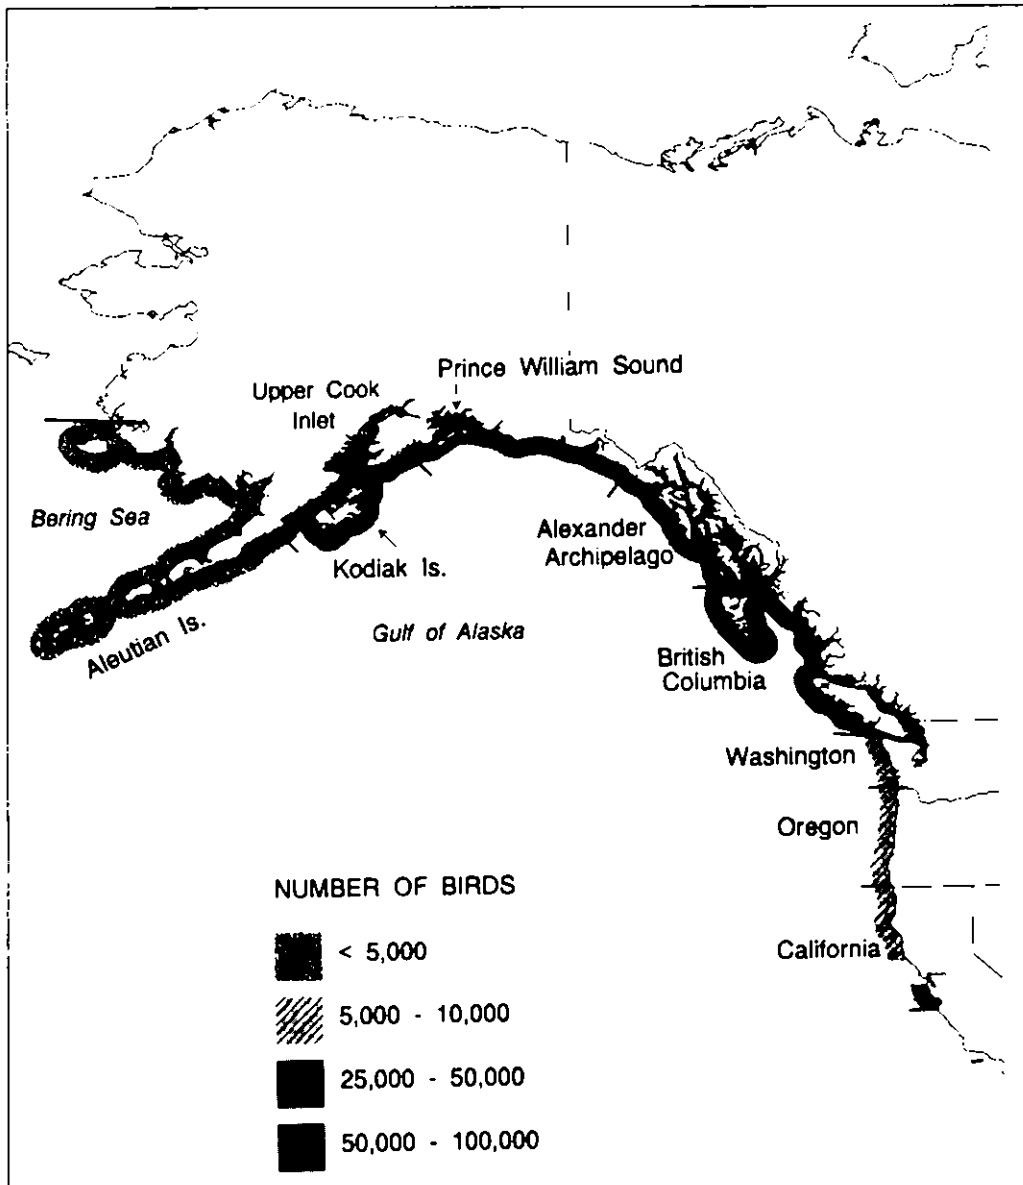 Prince William Sound
Upper Cook
Inlet
Bering Sea
Alexander
Archipelago
Kodiak Is.
Gulf of Alaska
Aleutian Is.
British
Columbia
Washington
Oregon
NUMBER OF BIRDS
< 5,000
California
5,000 - 10,000
25,000 - 50,000
50,000 - 100,000